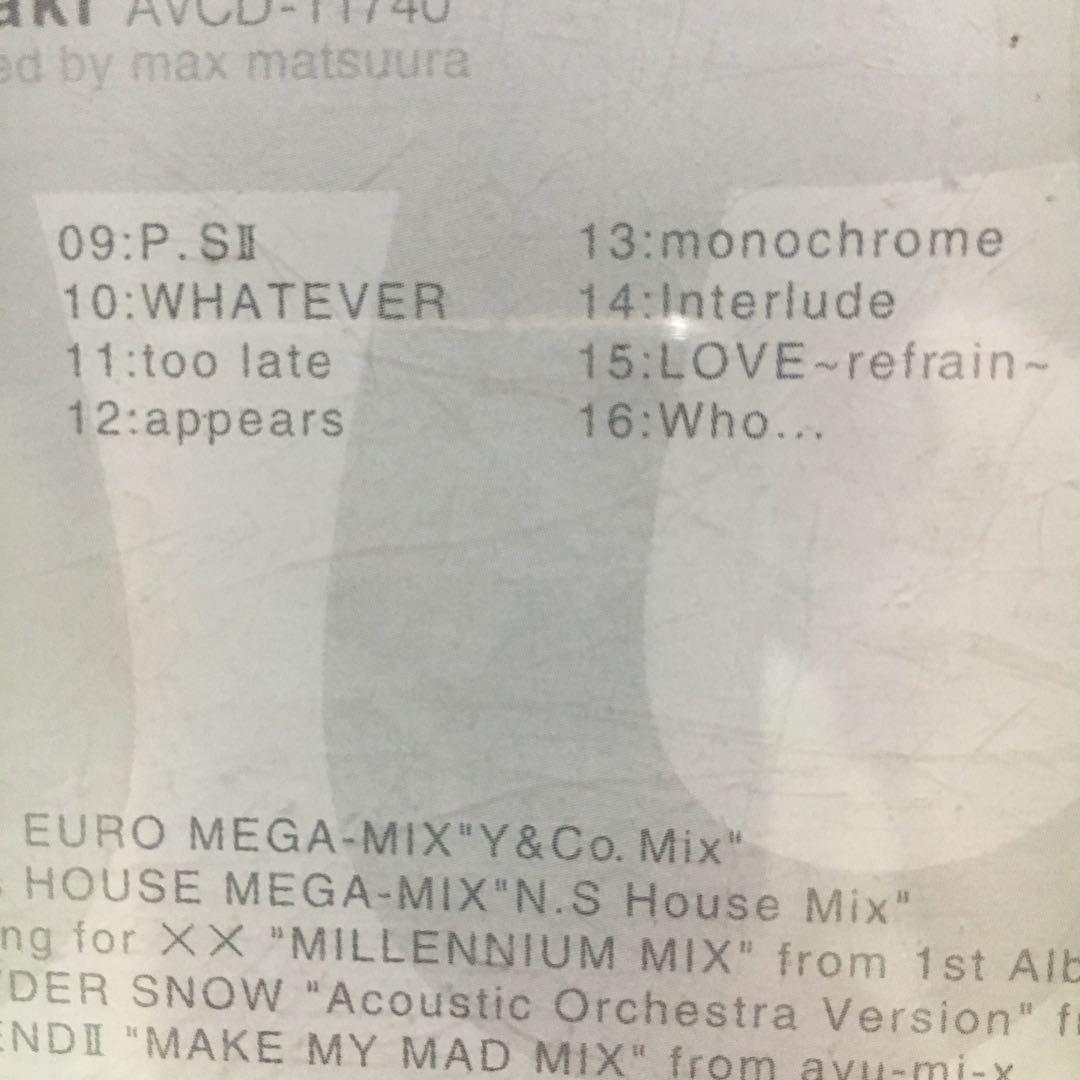 AVCD-11740
ed by max matsuura
09:P.SⅡ
10:WHATEVER
11:too late
12:appears
13:monochrome
14:Interlude
15:LOVE~refrain~
16:Who...
EURO MEGA-MIX"Y&Co. Mix"
HOUSE MEGA-MIX"N.S House Mix"
ng for ×× "MILLENNIUM MIX" from 1st Alb
DER SNOW "Acoustic Orchestra Version" f
ENDⅡ "MAKE MY MAD MIX" from ayu-mi-x